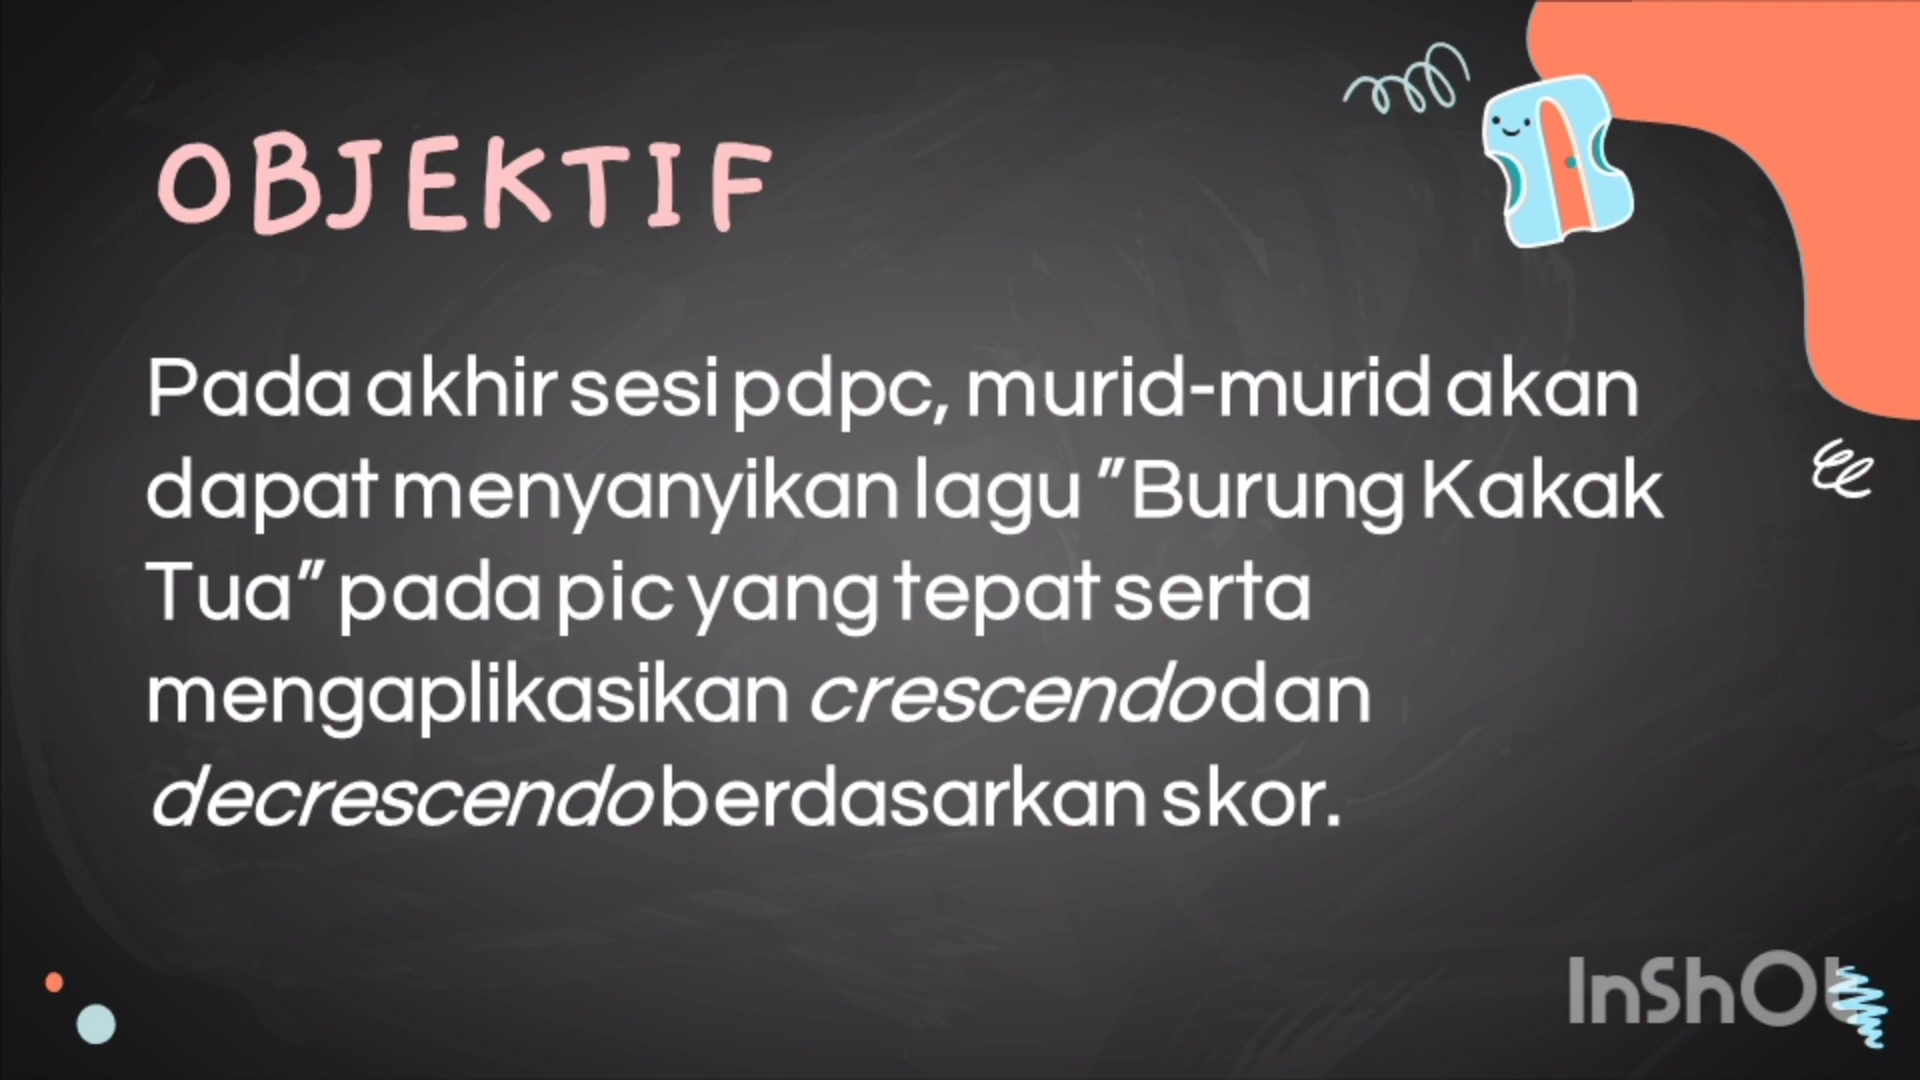 OBJEKTIF
Pada akhir sesi pdpc, murid-murid akan
dapat menyanyikan lagu "Burung Kakak
Tua" pada pic yang tepat serta
mengaplikasikan crescendo dan
decrescendo berdasarkan skor.
InShOt